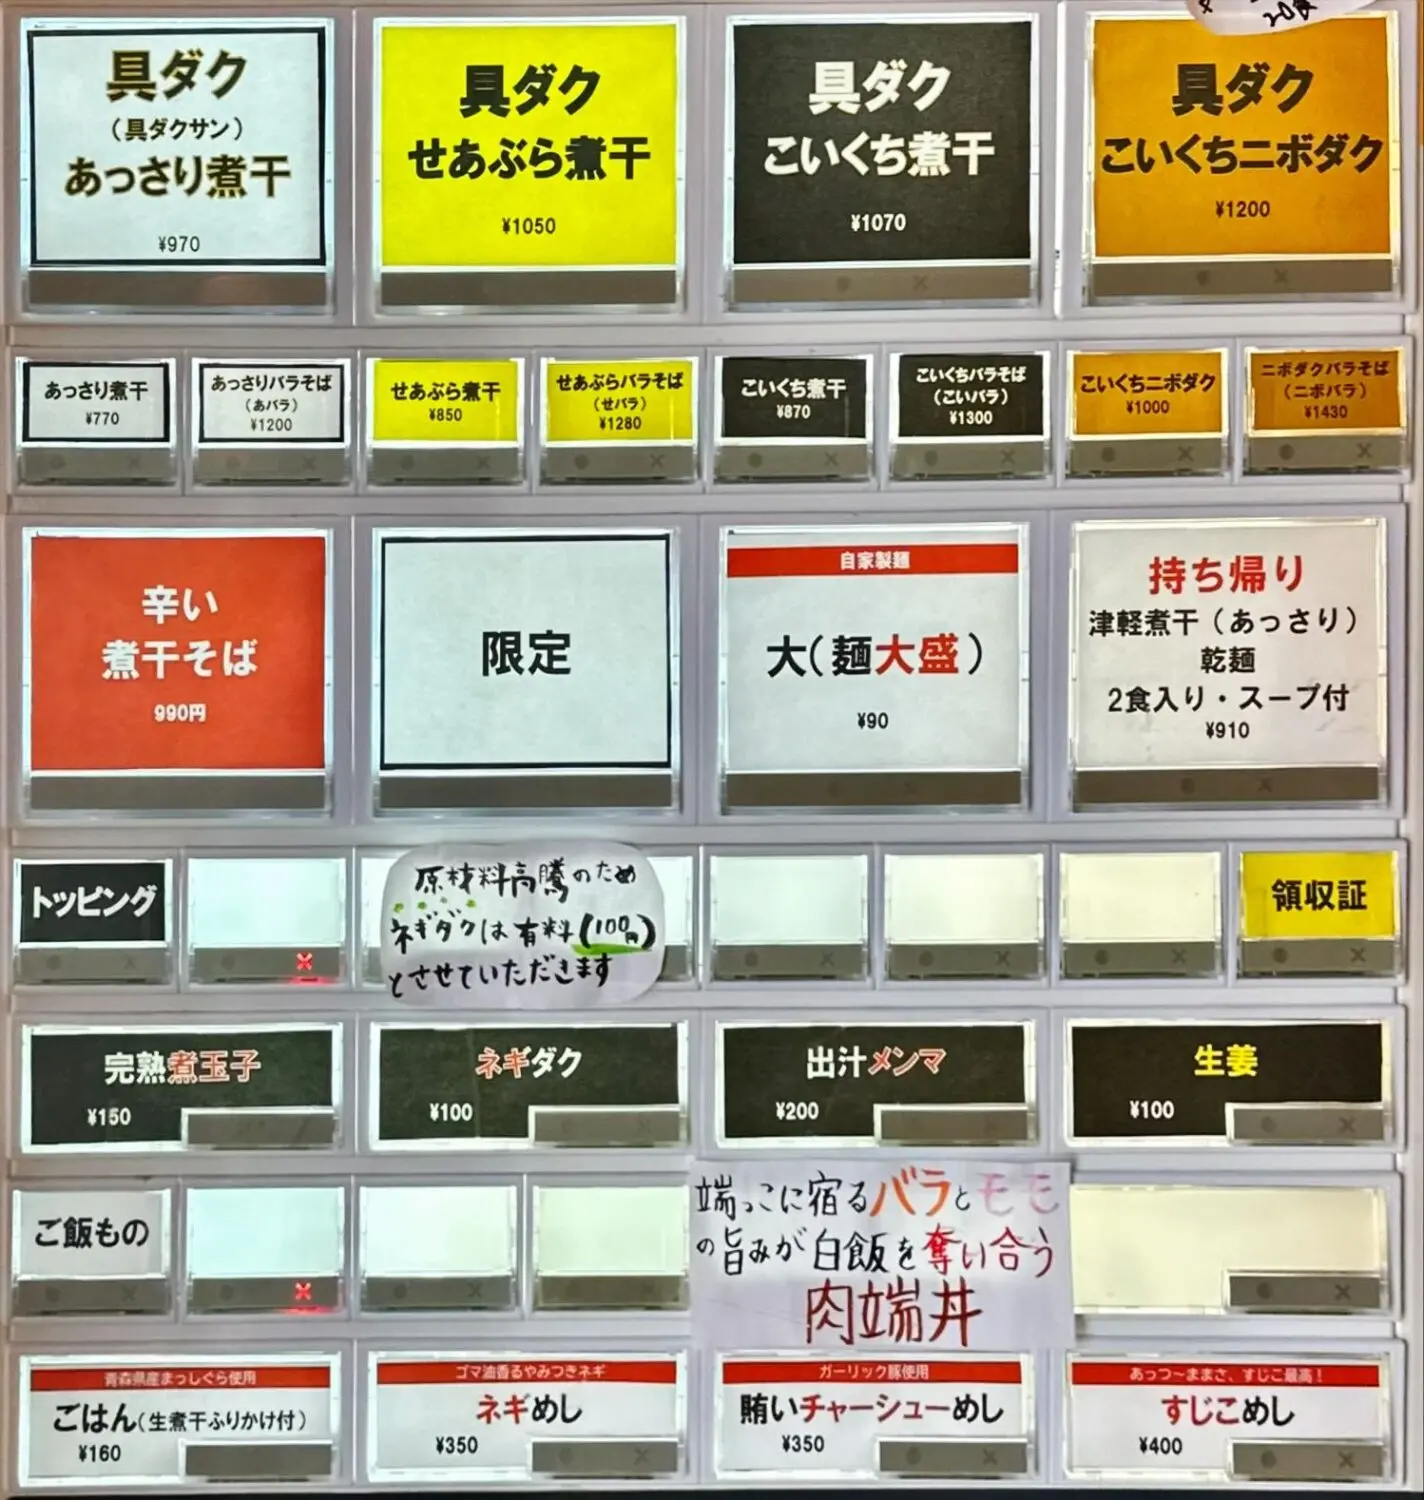 20食
具ダク
（具ダクサン）
あっさり煮干
¥970
具ダク
せあぶら煮干
¥1050
具ダク
こいくち煮干
¥1070
具ダク
こいくちニボダク
¥1200
あっさり煮干
¥770
あっさりバラそば
（あバラ）
¥1200
せあぶら煮干
¥850
せあぶらバラそば
（せバラ）
¥1280
こいくち煮干
¥870
こいくちバラそば
（こいバラ）
¥1300
こいくちニボダク
¥1000
ニボダクバラそば
（ニボバラ）
¥1430
辛い
煮干そば
990円
限定
自家製麺
大（麺大盛）
¥90
持ち帰り
津軽煮干（あっさり）
乾麺
2食入り・スープ付
¥910
トッピング
原材料高騰のため
ネギダクは有料（100円）
とさせていただきます
領収証
完熟煮玉子
¥150
ネギダク
¥100
出汁メンマ
¥200
生姜
¥100
ご飯もの
端っこに宿るバラとモモ
の旨みが白飯を奪い合う
肉端丼
青森県産まっしぐら使用
ごはん（生煮干ふりかけ付）
¥160
ゴマ油香るやみつきネギ
ネギめし
¥350
ガーリック豚使用
賄いチャーシューめし
¥350
あっつ～ままさ、すじこ最高！
すじこめし
¥400